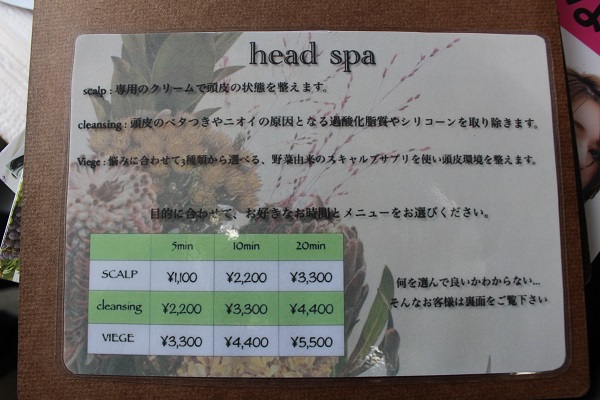 head spa
scalp : 専用のクリームで頭皮の状態を整えます。
cleansing : 頭皮のベタつきやニオイの原因となる過酸化脂質やシリコーンを取り除きます。
Viege : 悩みに合わせて3種類から選べる、野菜由来のスキャルプサプリを使い頭皮環境を整えます。
目的に合わせて、お好きなお時間とメニューをお選びください。
5min 10min 20min
SCALP ¥1,100 ¥2,200 ¥3,300
cleansing ¥2,200 ¥3,300 ¥4,400
VIEGE ¥3,300 ¥4,400 ¥5,500
何を選んで良いかわからない...
そんなお客様は裏面をご覧下さい